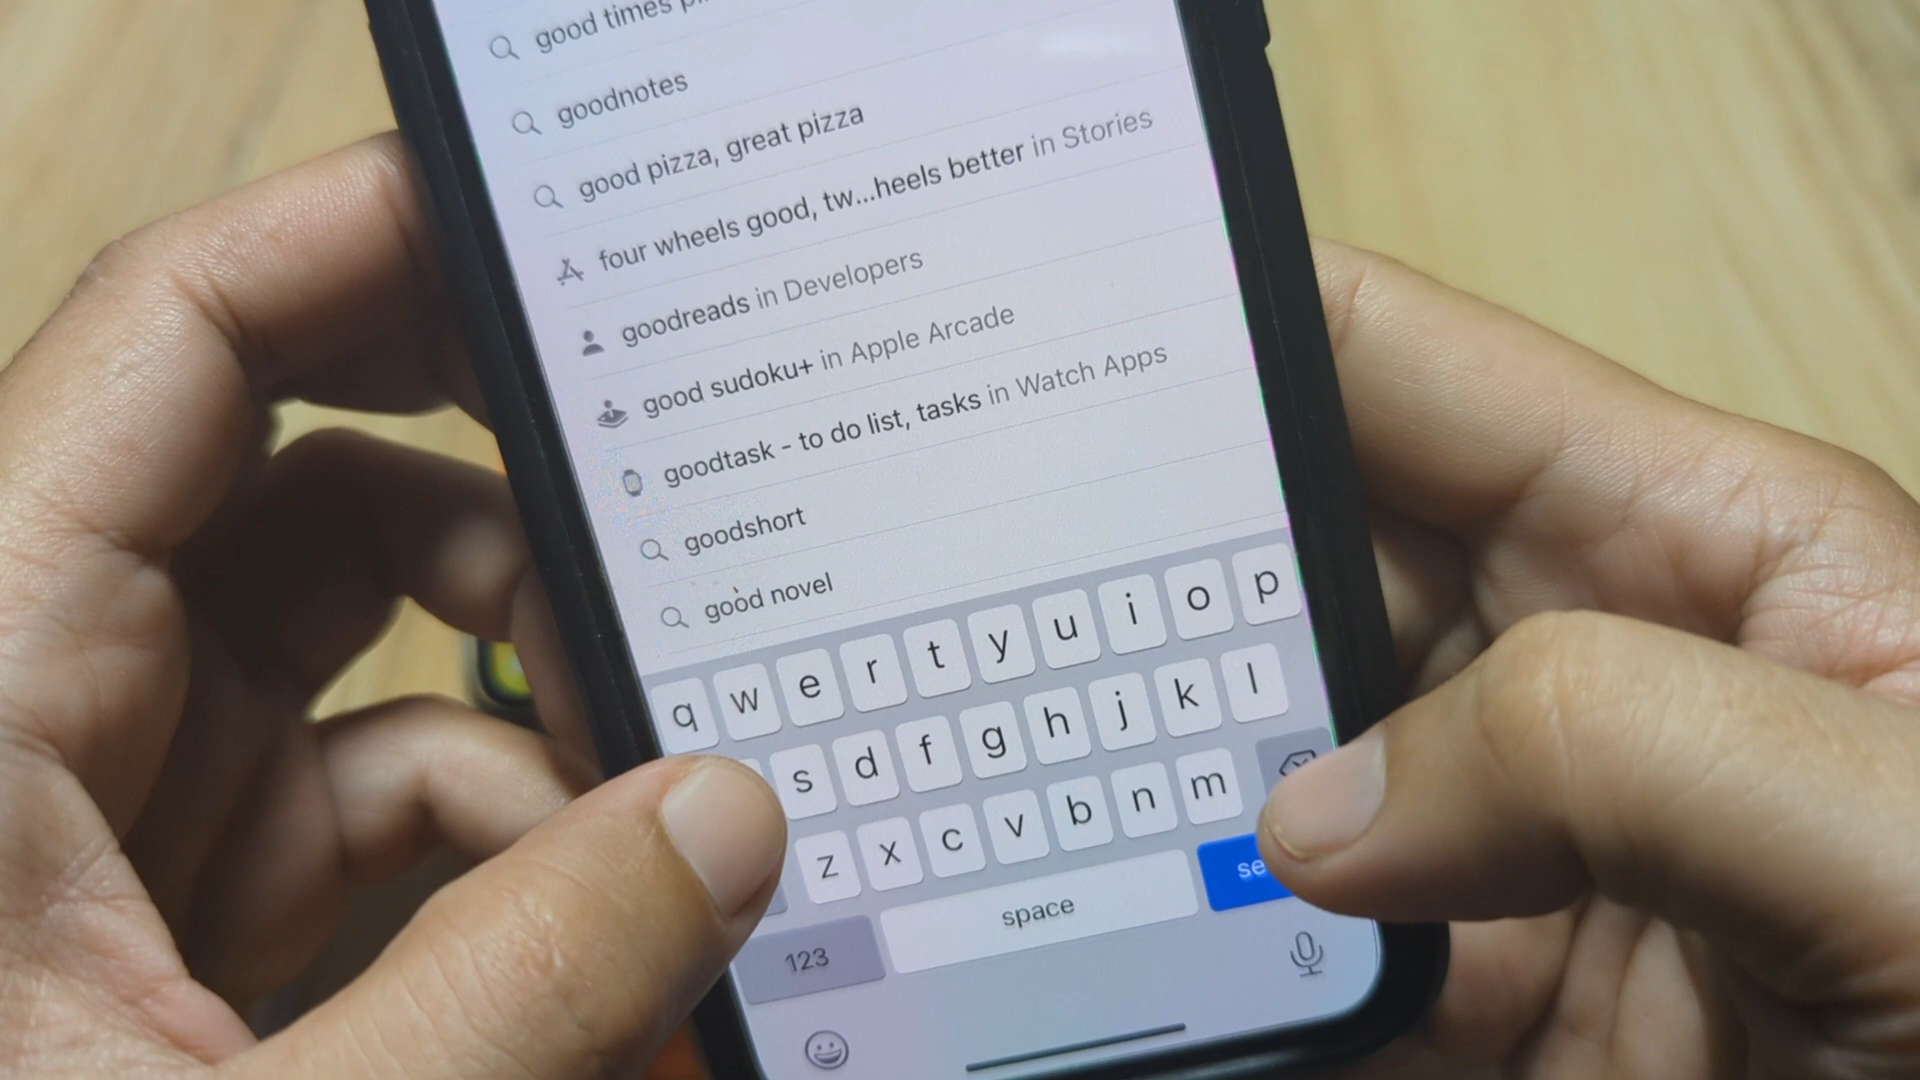 good times
goodnotes
good pizza, great pizza
four wheels good, tw...heels better in Stories
goodreads in Developers
good sudoku+ in Apple Arcade
goodtask - to do list, tasks in Watch Apps
goodshort
good novel
q w e r t y u i o p
s d f g h j k l
z x c v b n m
123 space se